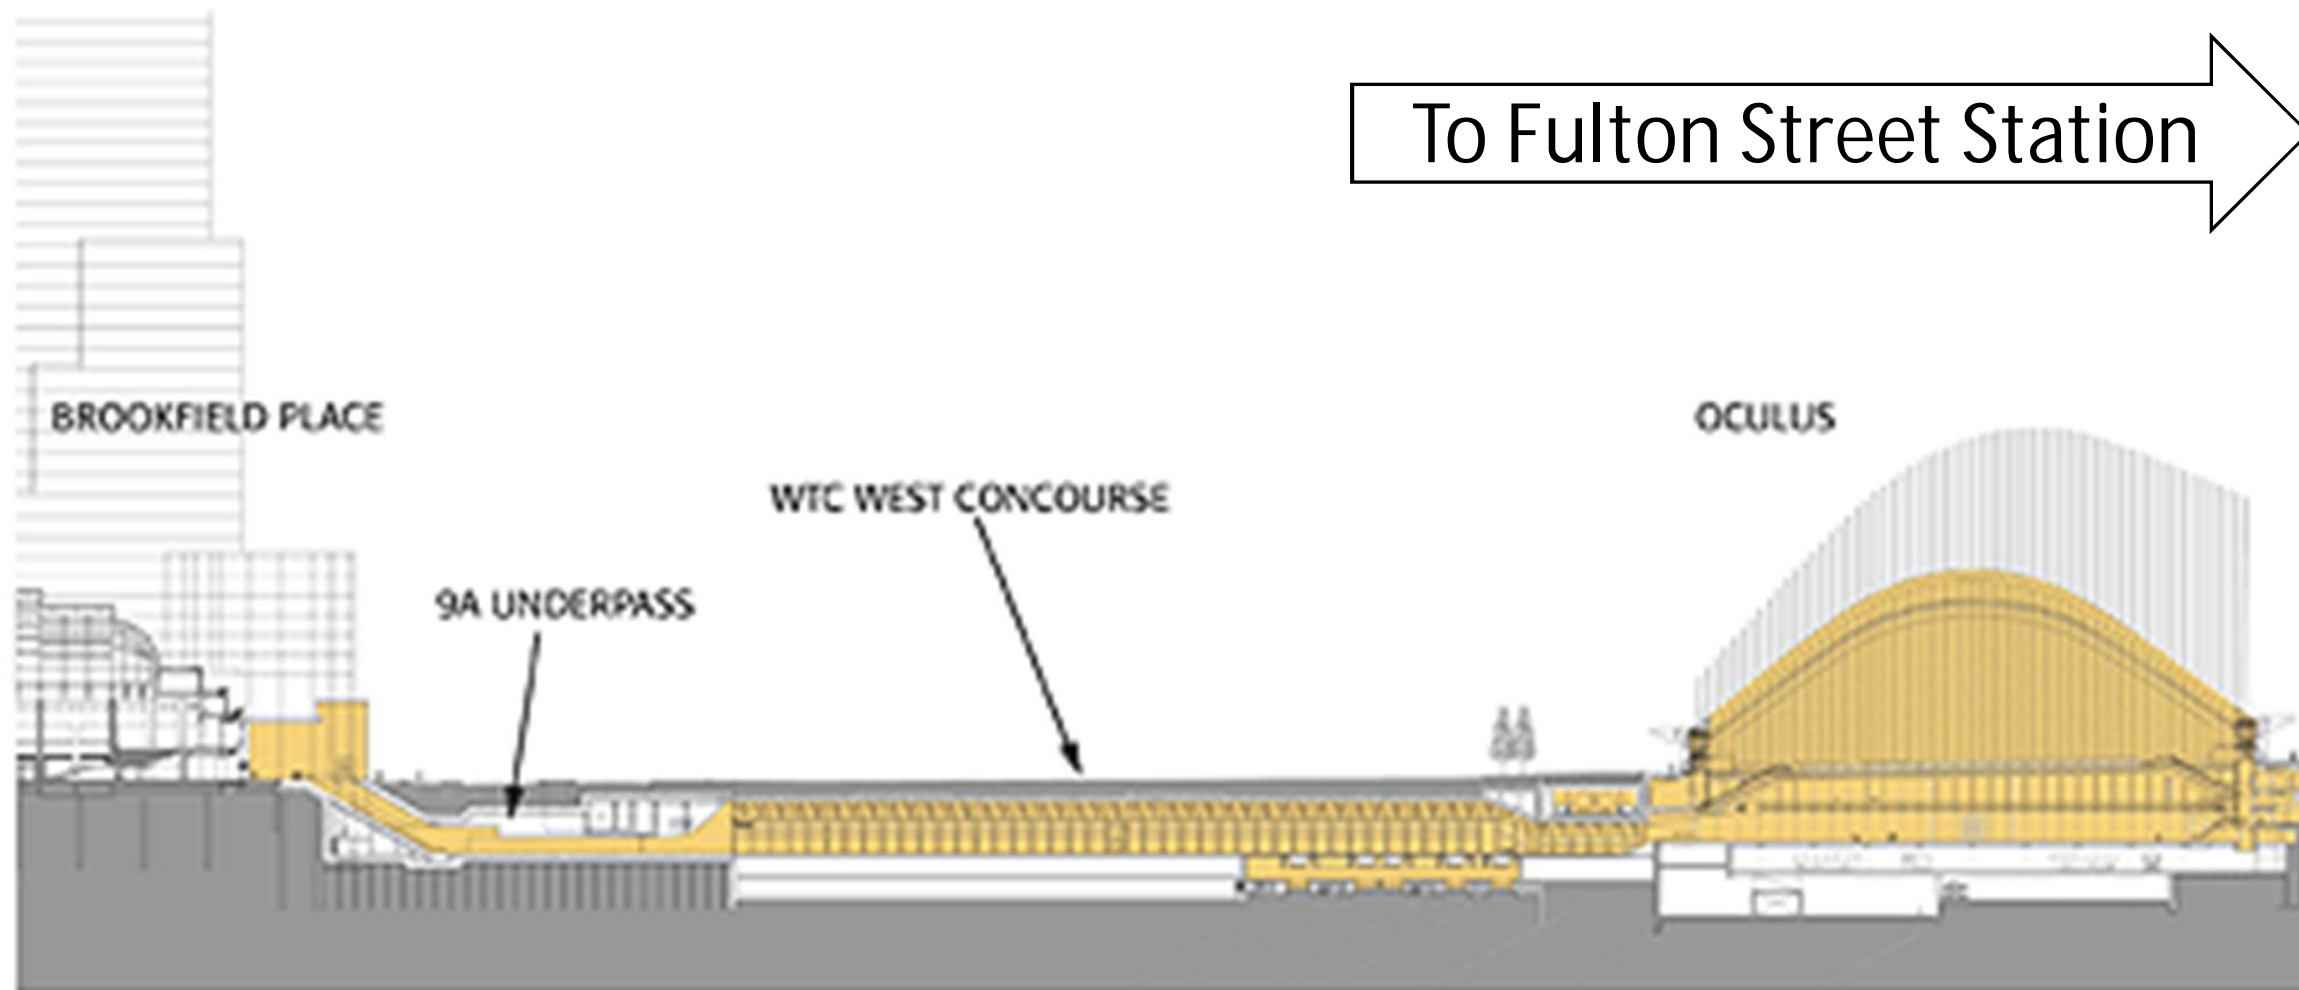 To Fulton Street Station
BROOKFIELD PLACE
OCULUS
WTC WEST CONCOURSE
9A UNDERPASS